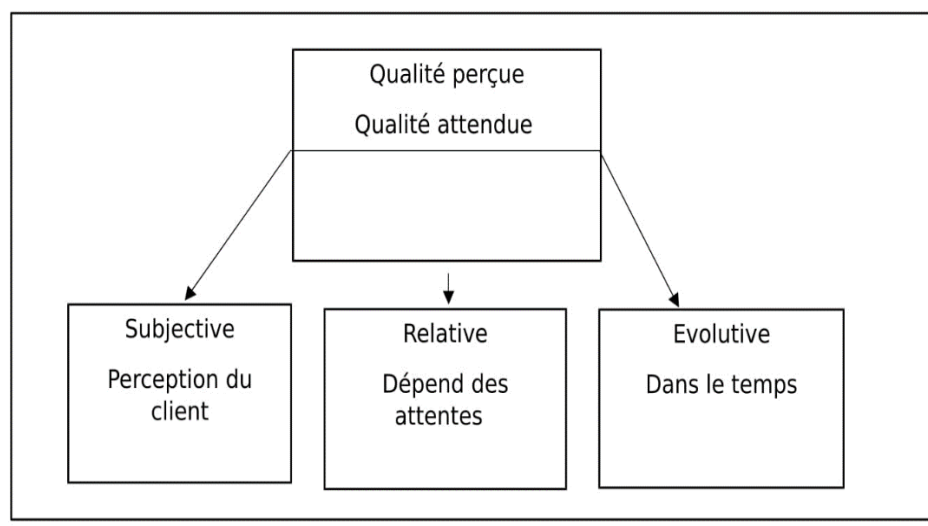 Qualité perçue
Qualité attendue
Subjective
Perception du
client
Relative
Dépend des
attentes
Evolutive
Dans le temps